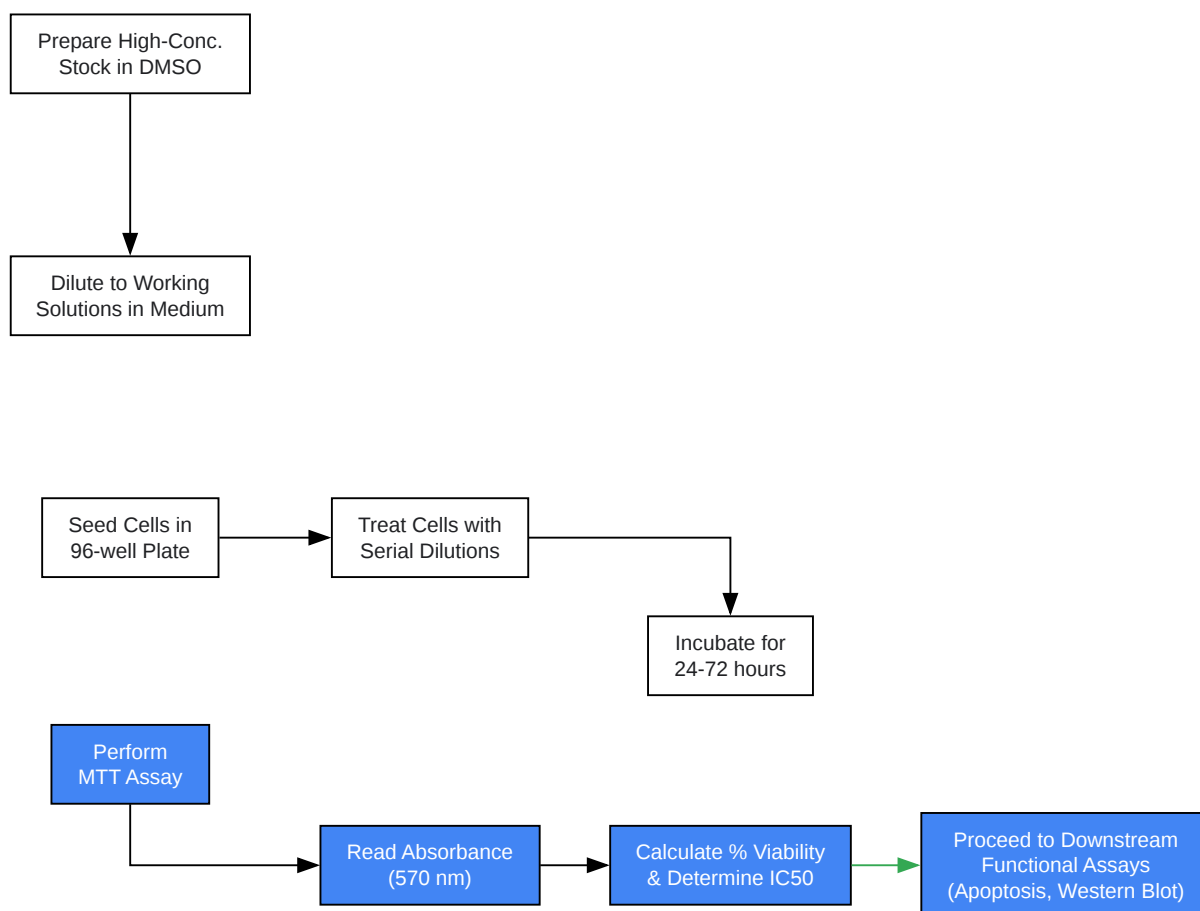 Prepare High-Conc.
Stock in DMSO
Dilute to Working
Solutions in Medium
Seed Cells in
96-well Plate
Treat Cells with
Serial Dilutions
Incubate for
24-72 hours
Perform
MTT Assay
Read Absorbance
(570 nm)
Calculate % Viability
& Determine IC50
Proceed to Downstream
Functional Assays
(Apoptosis, Western Blot)